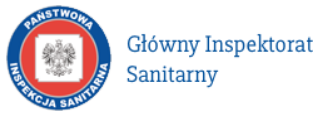 PAŃSTWOWA
INSPEKCJA SANITARNA
Główny Inspektorat
Sanitarny